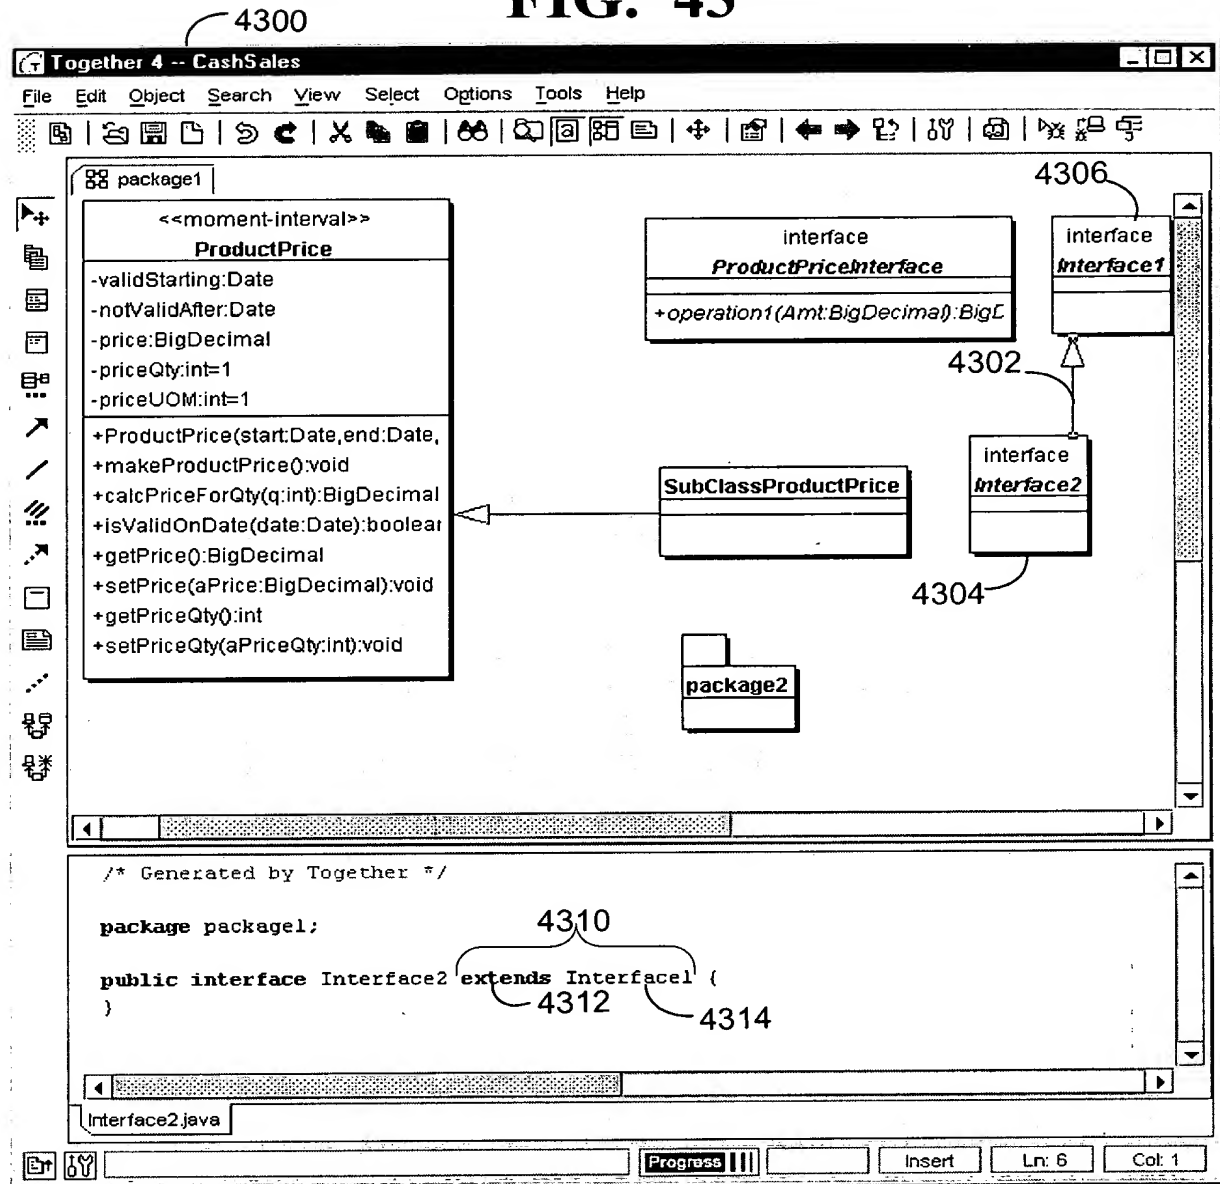 FIG. 43
4300
Together 4 -- CashSales
File Edit Object Search View Select Options Tools Help
package1
4306
<<moment-interval>>
ProductPrice
-validStarting:Date
-notValidAfter:Date
-price:BigDecimal
-priceQty:int=1
-priceUOM:int=1
+ProductPrice(start:Date,end:Date,
+makeProductPrice():void
+calcPriceForQty(q:int):BigDecimal
+isValidOnDate(date:Date):boolear
+getPrice():BigDecimal
+setPrice(aPrice:BigDecimal):void
+getPriceQty():int
+setPriceQty(aPriceQty:int):void
interface
ProductPriceInterface
+operation1(Amt:BigDecimal):BigD
interface
Interface1
4302
interface
Interface2
4304
SubClassProductPrice
package2
/* Generated by Together */
package package1;
4310
public interface Interface2 extends Interface1 {
}
4312
4314
Interface2.java
Progress
Insert
Ln: 6
Col: 1